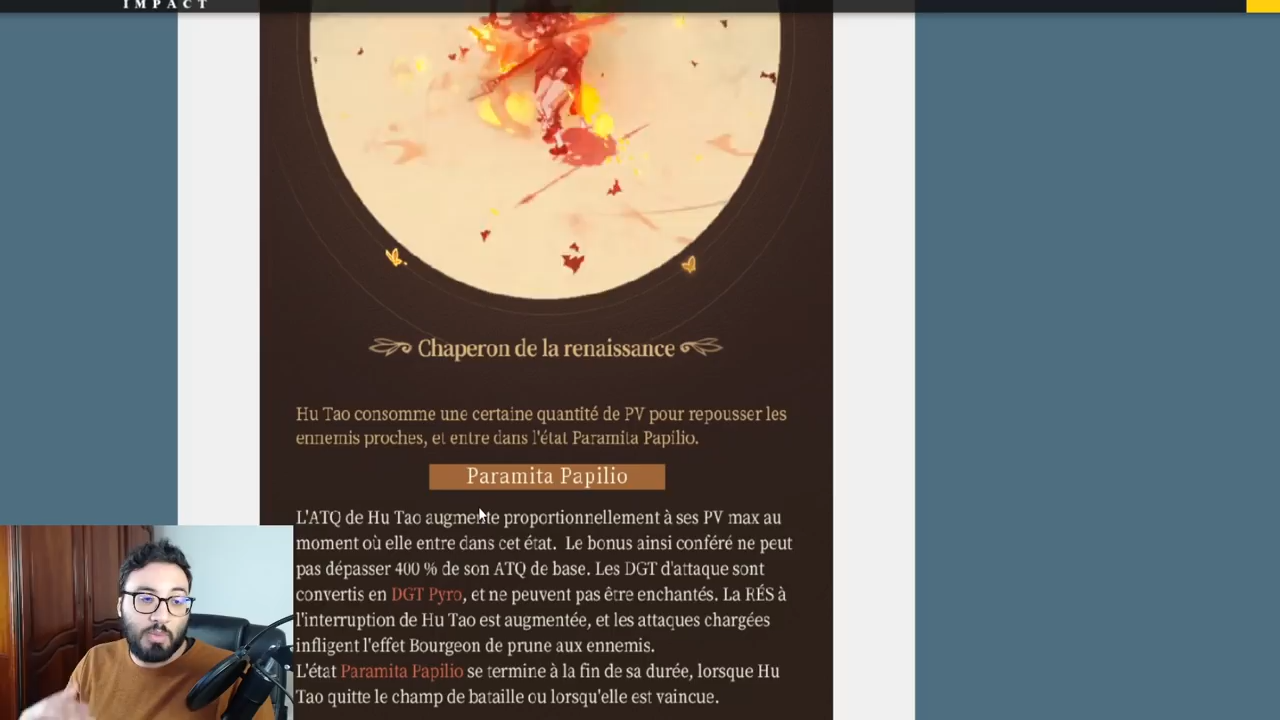 IMPACT
Chaperon de la renaissance
Hu Tao consomme une certaine quantité de PV pour repousser les
ennemis proches, et entre dans l'état Paramita Papilio.
Paramita Papilio
L'ATQ de Hu Tao augmente proportionnellement à ses PV max au
moment où elle entre dans cet état. Le bonus ainsi conféré ne peut
pas dépasser 400 % de son ATQ de base. Les DGT d'attaque sont
convertis en DGT Pyro, et ne peuvent pas être enchantés. La RÉS à
l'interruption de Hu Tao est augmentée, et les attaques chargées
infligent l'effet Bourgeon de prune aux ennemis.
L'état Paramita Papilio se termine à la fin de sa durée, lorsque Hu
Tao quitte le champ de bataille ou lorsqu'elle est vaincue.